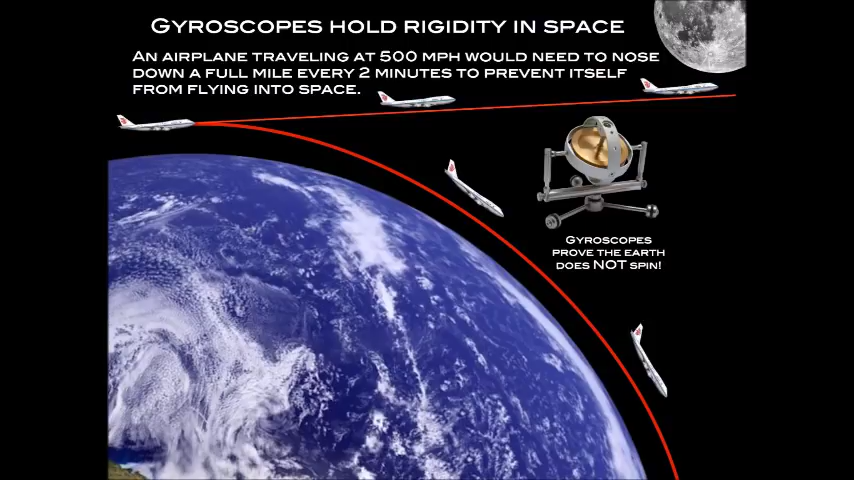 Gyroscopes hold rigidity in space
An airplane traveling at 500 mph would need to nose
down a full mile every 2 minutes to prevent itself
from flying into space.
Gyroscopes
prove the earth
does NOT spin!